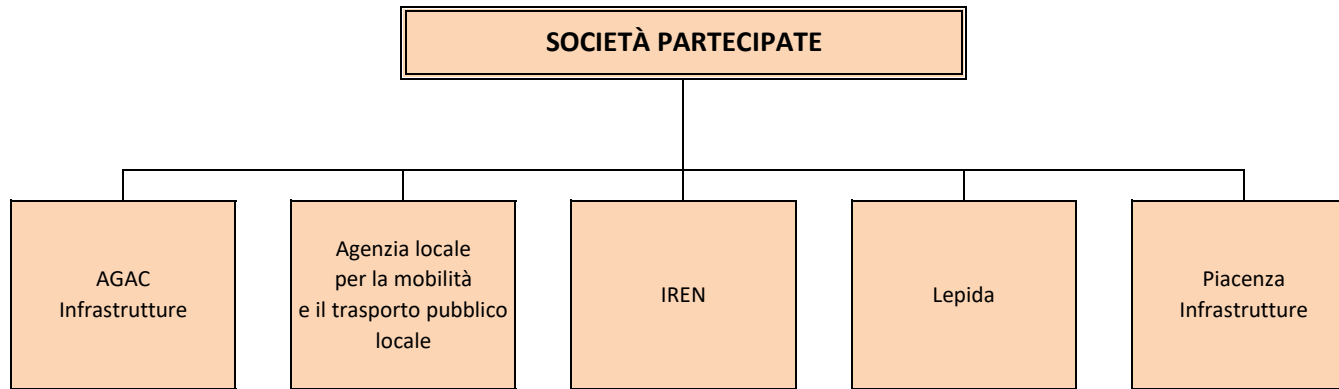 SOCIETÀ PARTECIPATE
AGAC
Infrastrutture
Agenzia locale
per la mobilità
e il trasporto pubblico
locale
IREN
Lepida
Piacenza
Infrastrutture